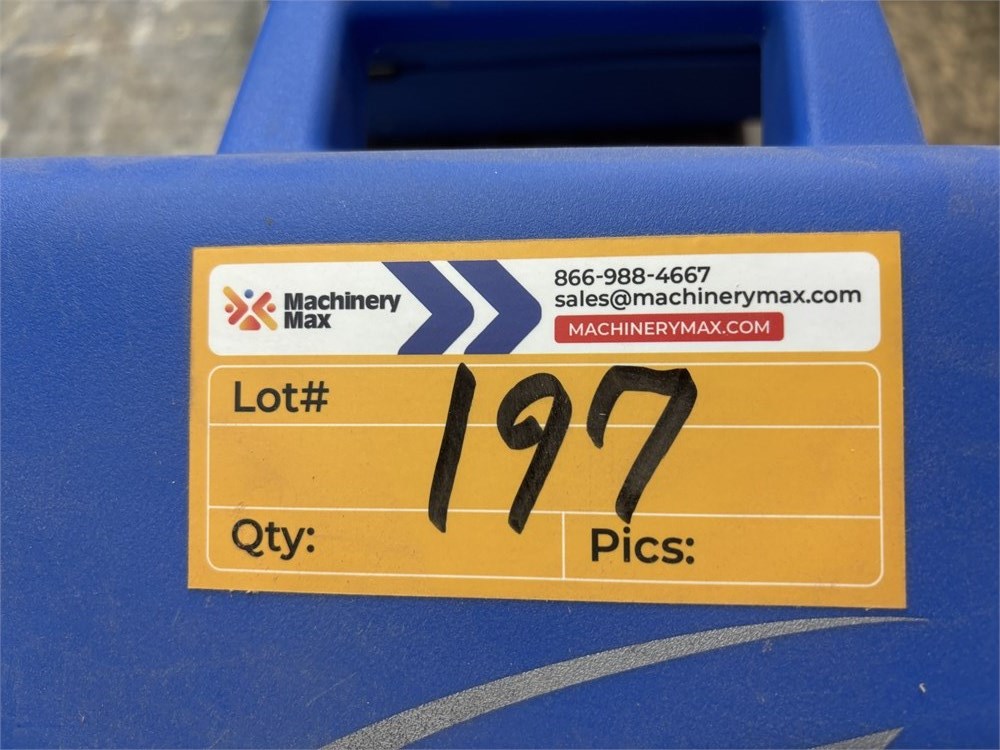 Machinery
Max
866-988-4667
sales@machinerymax.com
MACHINERYMAX.COM
Lot# 197
Qty:
Pics: